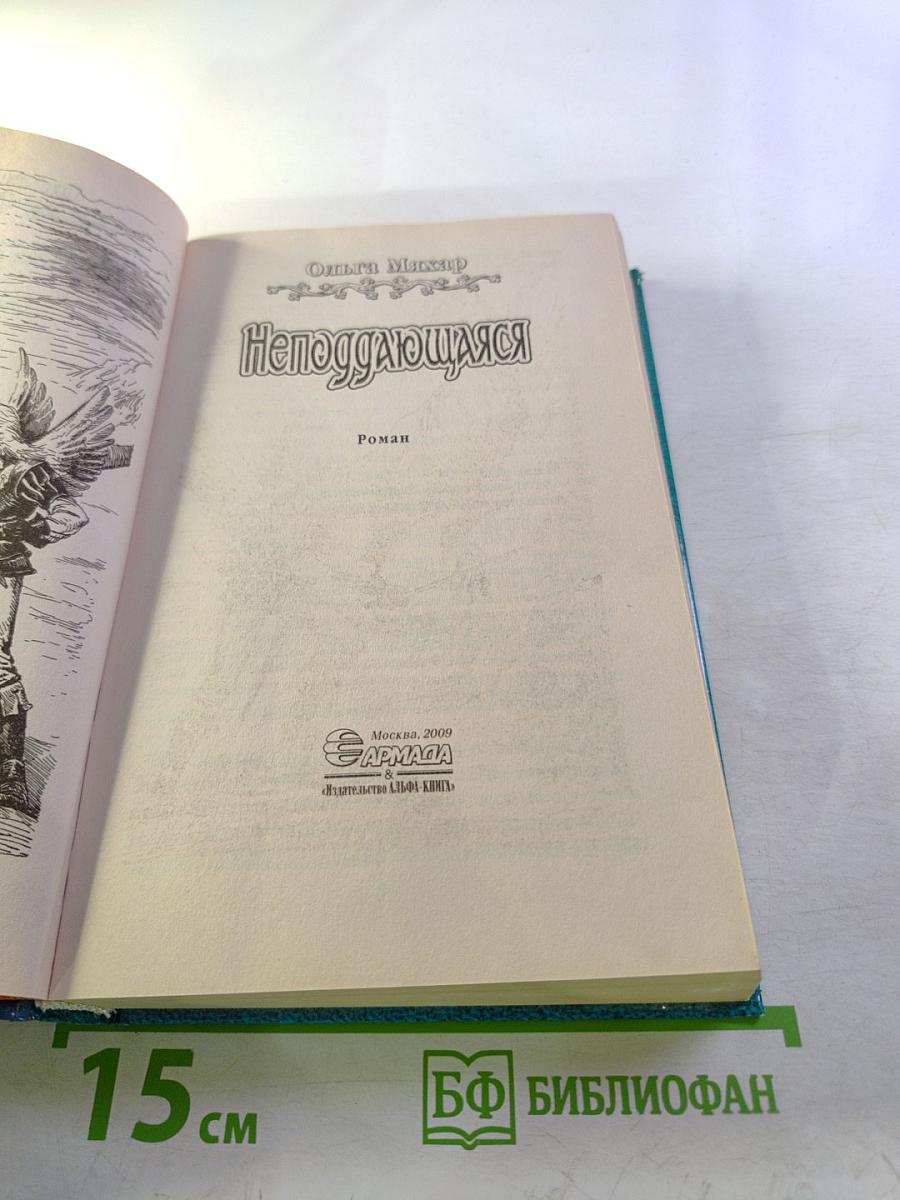 Ольга Мяхар
Неподдающаяся
Роман
Москва, 2009
АРМАДА
&
«Издательство АЛЬФА-КНИГА»
15 см
БФ БИБЛИОФАН